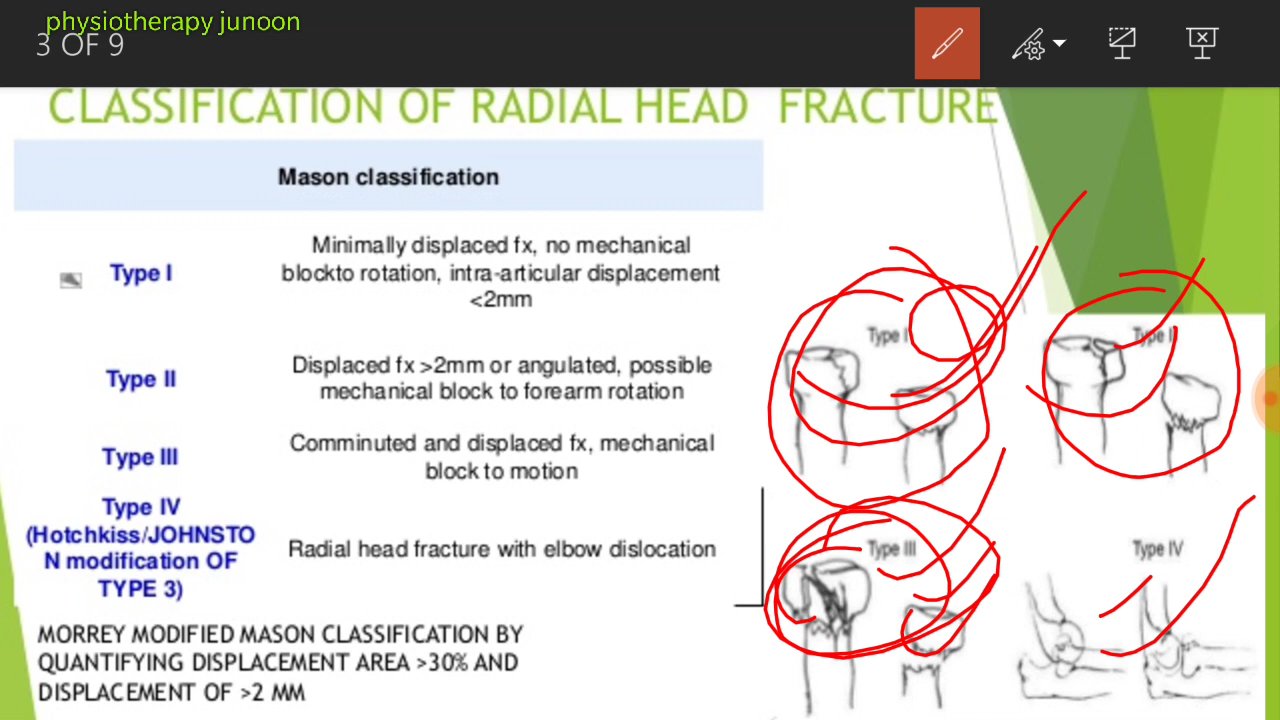 physiotherapy junoon
3 OF 9
CLASSIFICATION OF RADIAL HEAD FRACTURE
Mason classification
Type I
Minimally displaced fx, no mechanical
blockto rotation, intra-articular displacement
<2mm
Type II
Displaced fx >2mm or angulated, possible
mechanical block to forearm rotation
Type III
Comminuted and displaced fx, mechanical
block to motion
Type IV
(Hotchkiss/JOHNSTO
N modification OF
TYPE 3)
Radial head fracture with elbow dislocation
MORREY MODIFIED MASON CLASSIFICATION BY
QUANTIFYING DISPLACEMENT AREA >30% AND
DISPLACEMENT OF >2 MM
Type I
Type
Type III
Type IV